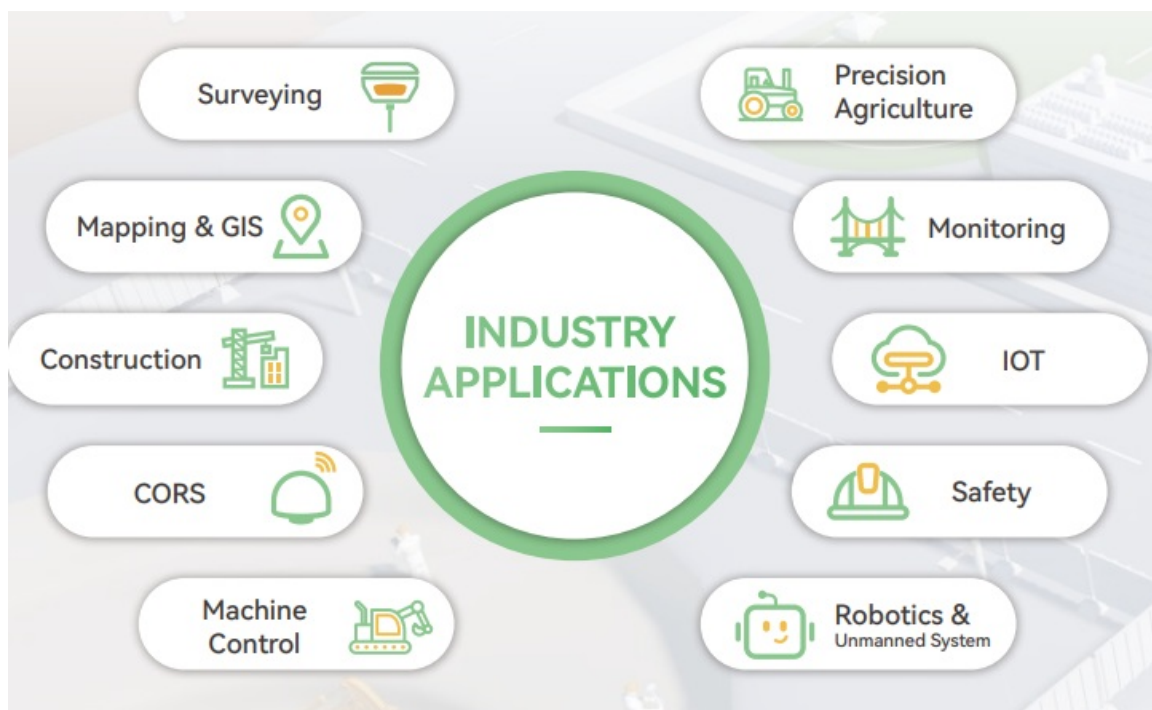 Surveying
Mapping & GIS
Construction
CORS
Machine
Control
INDUSTRY
APPLICATIONS
Precision
Agriculture
Monitoring
IOT
Safety
Robotics &
Unmanned System